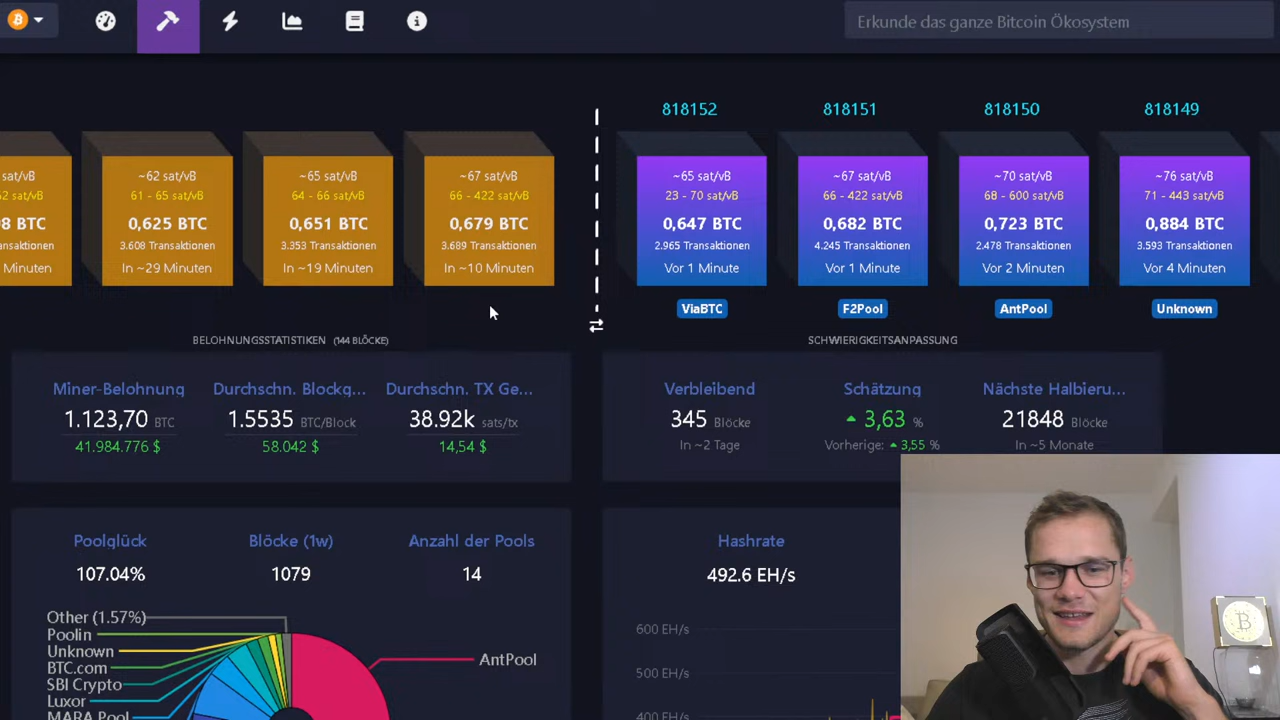 Erkunde das ganze Bitcoin Ökosystem
818152
818151
818150
818149
~62 sat/vB
~65 sat/vB
~67 sat/vB
~65 sat/vB
~67 sat/vB
~70 sat/vB
~76 sat/vB
2 sat/vB
61 - 65 sat/vB
64 - 66 sat/vB
66 - 422 sat/vB
23 - 70 sat/vB
66 - 422 sat/vB
68 - 600 sat/vB
71 - 443 sat/vB
8 BTC
0,625 BTC
0,651 BTC
0,679 BTC
0,647 BTC
0,682 BTC
0,723 BTC
0,884 BTC
nsaktionen
3.608 Transaktionen
3.353 Transaktionen
3.689 Transaktionen
2.965 Transaktionen
4.245 Transaktionen
2.478 Transaktionen
3.593 Transaktionen
Minuten
In ~29 Minuten
In ~19 Minuten
In ~10 Minuten
Vor 1 Minute
Vor 1 Minute
Vor 2 Minuten
Vor 4 Minuten
ViaBTC
F2Pool
AntPool
Unknown
BELOHNUNGSSTATISTIKEN (144 BLÖCKE)
SCHWIERIGKEITSANPASSUNG
Miner-Belohnung
Durchschn. Blockg...
Durchschn. TX Ge...
Verbleibend
Schätzung
Nächste Halbieru...
1.123,70 BTC
1.5535 BTC/Block
38.92k sats/tx
345 Blöcke
3,63 %
21848 Blöcke
41.984.776 $
58.042 $
14,54 $
In ~2 Tage
Vorherige: 3,55 %
In ~5 Monate
Poolglück
Blöcke (1w)
Anzahl der Pools
Hashrate
107.04%
1079
14
492.6 EH/s
Other (1.57%)
Poolin
Unknown
BTC.com
SBI Crypto
Luxor
MARA Pool
AntPool
600 EH/s
500 EH/s
400 EH/s